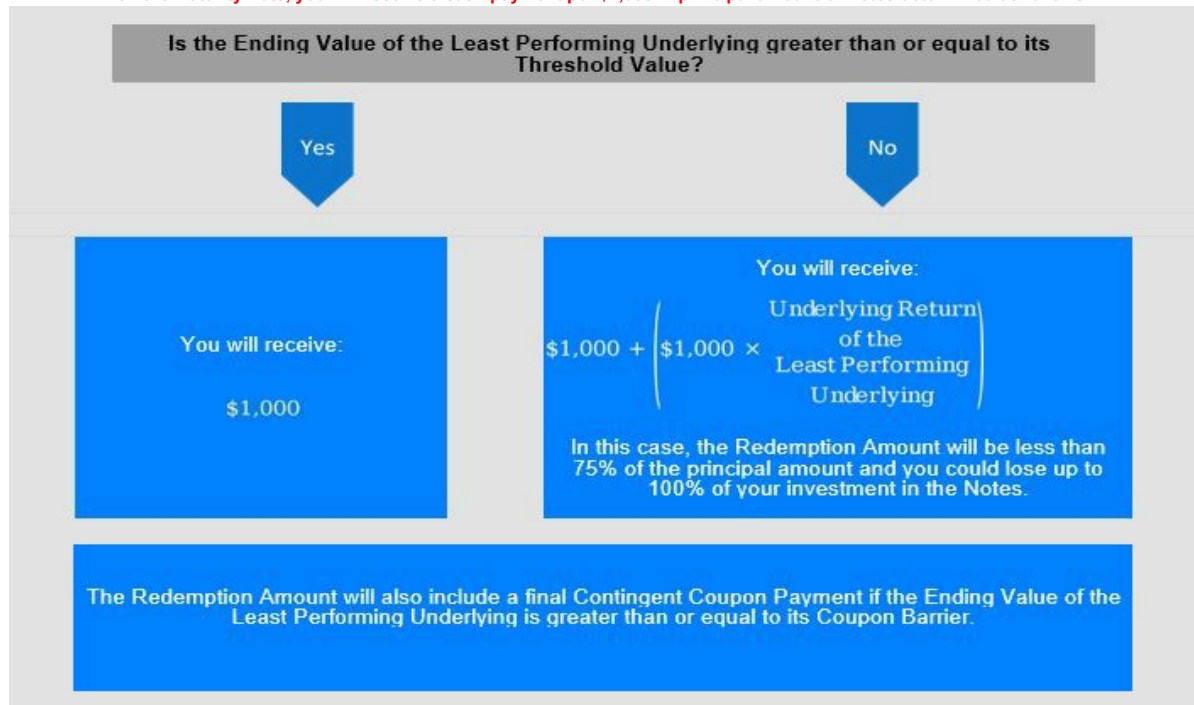 Is the Ending Value of the Least Performing Underlying greater than or equal to its
Threshold Value?
Yes
No
You will receive:
$1,000
You will receive:
$1,000 + ($1,000 × Underlying Return
of the
Least Performing
Underlying)
In this case, the Redemption Amount will be less than
75% of the principal amount and you could lose up to
100% of your investment in the Notes.
The Redemption Amount will also include a final Contingent Coupon Payment if the Ending Value of the
Least Performing Underlying is greater than or equal to its Coupon Barrier.